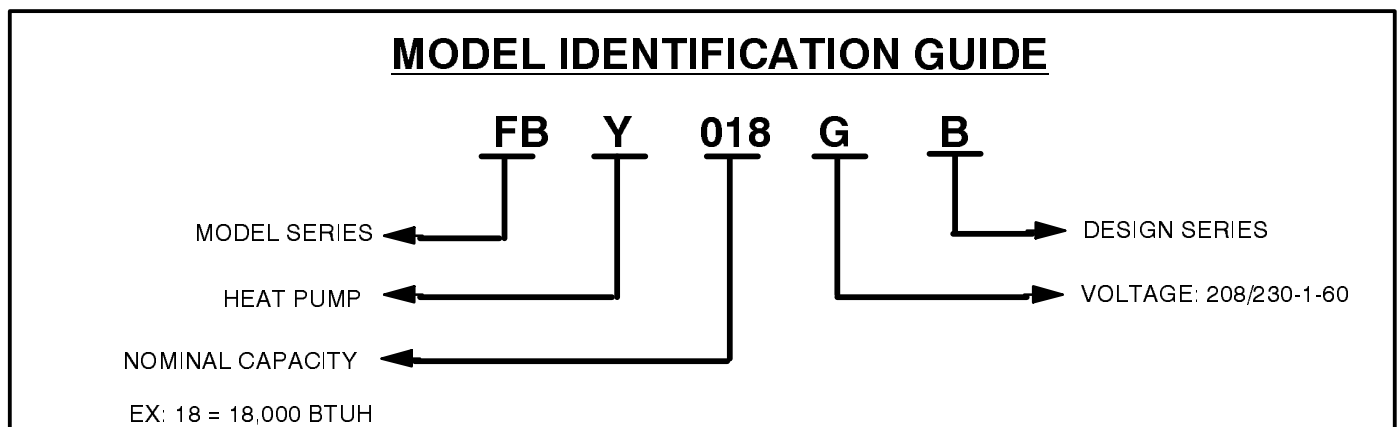 MODEL IDENTIFICATION GUIDE
FB Y 018 G B
MODEL SERIES DESIGN SERIES
HEAT PUMP VOLTAGE: 208/230-1-60
NOMINAL CAPACITY
EX: 18 = 18,000 BTUH